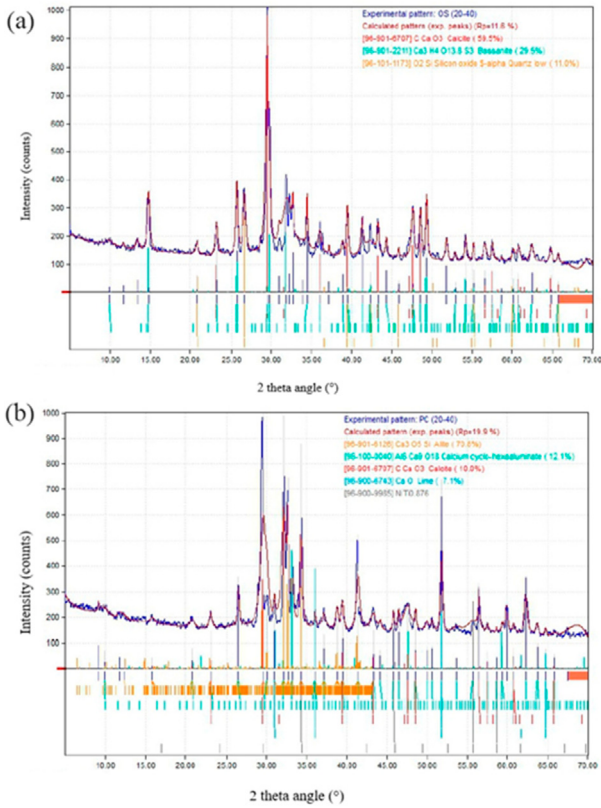 (a)
Experimental pattern: OS (20-40)
Calculated pattern (exp. peaks) (Rp=11.6 %)
[96-901-6707] C Ca O3 Calcite ( 59.5%)
[96-901-2211] Ca3 H4 O13.8 S3 Bassanite ( 29.5%)
[96-101-1173] O2 Si Silicon oxide $-alpha Quartz low ( 11.0%)
1000
900
800
700
600
500
400
300
200
100
Intensity (counts)
10.00 15.00 20.00 25.00 30.00 35.00 40.00 45.00 50.00 55.00 60.00 65.00 70.00
2 theta angle (°)
(b)
Experimental pattern: PC (20-40)
Calculated pattern (exp. peaks) (Rp=19.9 %)
Ca3 O5 Si Alite ( 70.8%)
[96-100-0040] Al6 Ca9 O18 Calcium cyclo-hexaaluminate ( 12.1%)
[96-901-6707] C Ca O3 Calcite ( 10.0%)
[96-900-6743] Ca O Lime ( 7.1%)
Ni Ti0.876
1000
900
800
700
600
500
400
300
200
100
Intensity (counts)
10.00 15.00 20.00 25.00 30.00 35.00 40.00 45.00 50.00 55.00 60.00 65.00 70.00
2 theta angle (°)